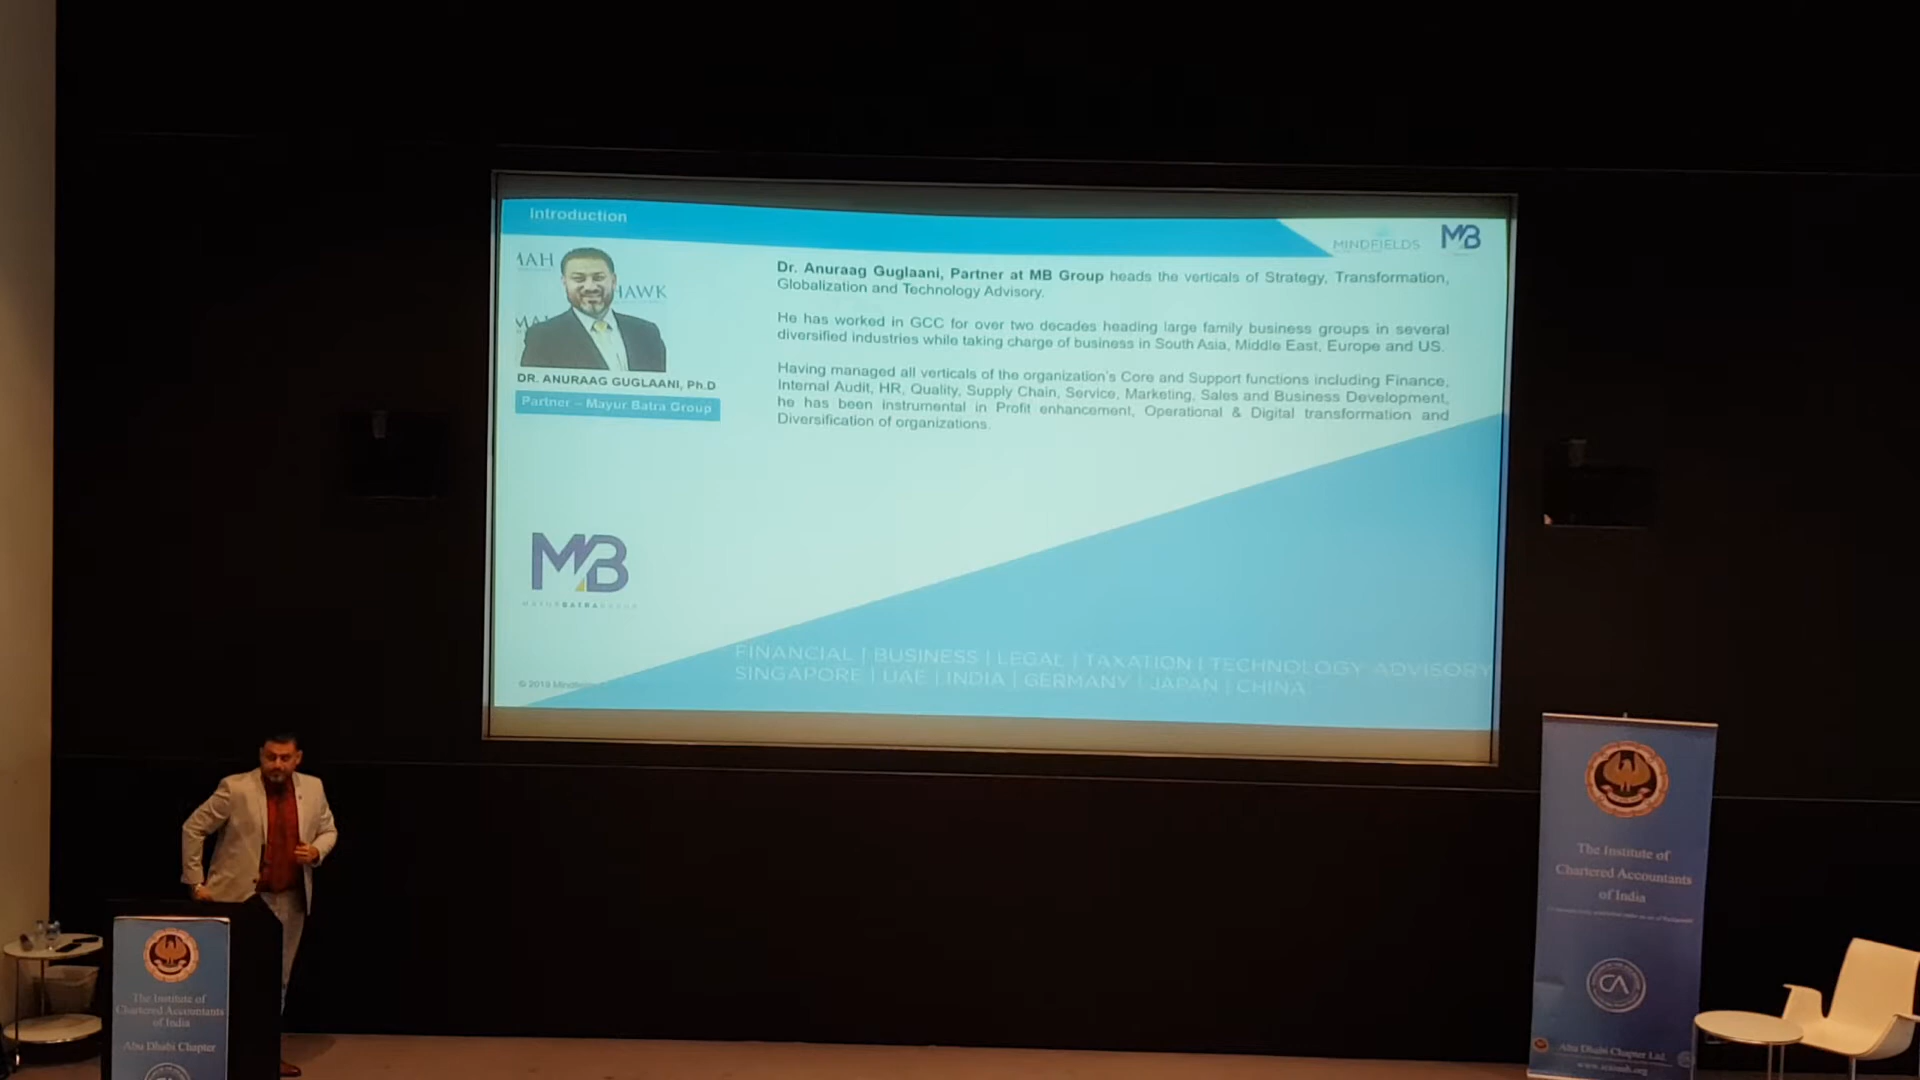 Introduction
MINDFIELDS
MB
MAH
HAWK
DR. ANURAAG GUGLAANI, Ph.D
Partner – Mayur Batra Group
Dr. Anuraag Guglaani, Partner at MB Group heads the verticals of Strategy, Transformation,
Globalization and Technology Advisory.
He has worked in GCC for over two decades heading large family business groups in several
diversified industries while taking charge of business in South Asia, Middle East, Europe and US.
Having managed all verticals of the organization's Core and Support functions including Finance,
Internal Audit, HR, Quality, Supply Chain, Service, Marketing, Sales and Business Development,
he has been instrumental in Profit enhancement, Operational & Digital transformation and
Diversification of organizations.
MB
MAYURBATRAGROUP
FINANCIAL | BUSINESS | LEGAL | TAXATION | TECHNOLOGY ADVISORY
SINGAPORE | UAE | INDIA | GERMANY | JAPAN | CHINA
© 2019
The Institute of
Chartered Accountants
of India
Abu Dhabi Chapter
The Institute of
Chartered Accountants
of India
CA
Abu Dhabi Chapter Ltd.